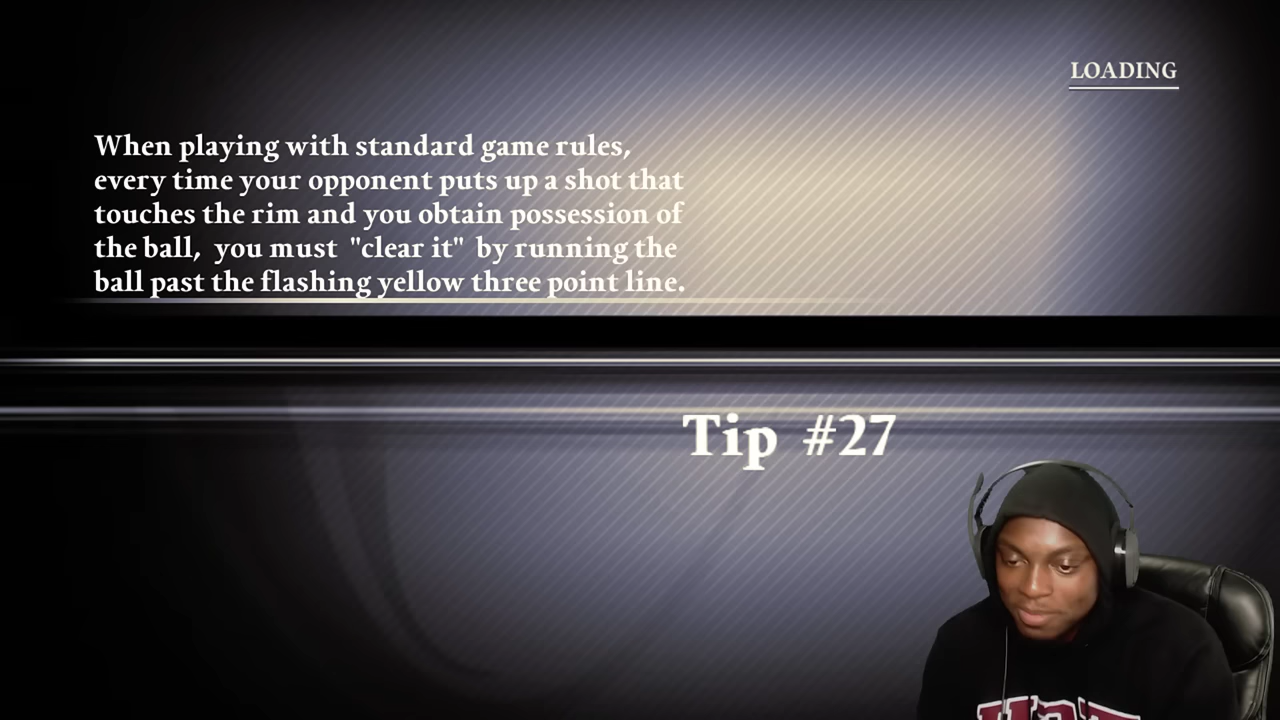 LOADING
When playing with standard game rules,
every time your opponent puts up a shot that
touches the rim and you obtain possession of
the ball,  you must  "clear it"  by running the
ball past the flashing yellow three point line.
Tip  #27